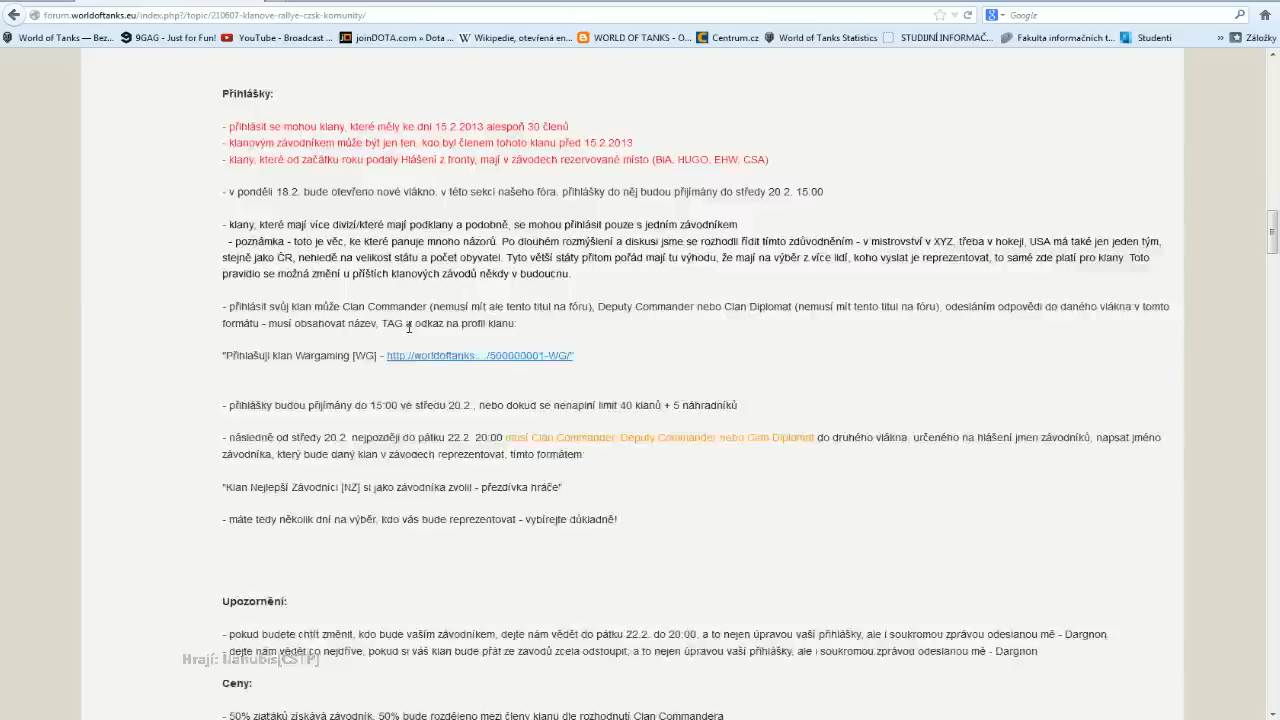 forum.worldoftanks.eu/index.php?/topic/210607-klanove-rallye-czsk-komunity/
Google
World of Tanks — Bez... 9GAG - Just for Fun! YouTube - Broadcast ... joinDOTA.com - Dota ... Wikipedie, otevřená en... WORLD OF TANKS - O... Centrum.cz World of Tanks Statistics STUDIJNÍ INFORMAČ... Fakulta informačních t... Studenti » Záložky
Přihlášky:
- přihlásit se mohou klany, které měly ke dni 15.2.2013 alespoň 30 členů
- klanovým závodníkem může být jen ten, kdo byl členem tohoto klanu před 15.2.2013
- klany, které od začátku roku podaly Hlášení z fronty, mají v závodech rezervované místo (BiA, HUGO, EHW, CSA)
- v pondělí 18.2. bude otevřeno nové vlákno, v této sekci našeho fóra, přihlášky do něj budou přijímány do středy 20.2. 15:00
- klany, které mají více divizí/které mají podklany a podobně, se mohou přihlásit pouze s jedním závodníkem
- poznámka - toto je věc, ke které panuje mnoho názorů. Po dlouhém rozmýšlení a diskusi jsme se rozhodli řídit tímto zdůvodněním - v mistrovství v XYZ, třeba v hokeji, USA má také jen jeden tým,
stejně jako ČR, nehledě na velikost státu a počet obyvatel. Tyto větší státy přitom pořád mají tu výhodu, že mají na výběr z více lidí, koho vyslat je reprezentovat, to samé zde platí pro klany. Toto
pravidlo se možná změní u příštích klanových závodů někdy v budoucnu.
- přihlásit svůj klan může Clan Commander (nemusí mít ale tento titul na fóru), Deputy Commander nebo Clan Diplomat (nemusí mít tento titul na fóru), odesláním odpovědi do daného vlákna v tomto
formátu - musí obsahovat název, TAG a odkaz na profil klanu:
"Přihlašuji klan Wargaming [WG] - http://worldoftanks.…/500000001-WG/"
- přihlášky budou přijímány do 15:00 ve středu 20.2., nebo dokud se nenaplní limit 40 klanů + 5 náhradníků
- následně od středy 20.2. nejpozději do pátku 22.2. 20:00 musí Clan Commander, Deputy Commander nebo Clan Diplomat do druhého vlákna, určeného na hlášení jmen závodníků, napsat jméno
závodníka, který bude daný klan v závodech reprezentovat, tímto formátem:
"Klan Nejlepší Závodníci [NZ] si jako závodníka zvolil - přezdívka hráče"
- máte tedy několik dní na výběr, kdo vás bude reprezentovat - vybírejte důkladně!
Upozornění:
- pokud budete chtít změnit, kdo bude vaším závodníkem, dejte nám vědět do pátku 22.2. do 20:00, a to nejen úpravou vaší přihlášky, ale i soukromou zprávou odeslanou mě - Dargnon
- dejte nám vědět co nejdříve, pokud si váš klan bude přát ze závodů zcela odstoupit, a to nejen úpravou vaší přihlášky, ale i soukromou zprávou odeslanou mě - Dargnon
Hrají: Ilanubis[CSTP]
Ceny:
- 50% zlaťáků získává závodník, 50% bude rozděleno mezi členy klanu dle rozhodnutí Clan Commandera